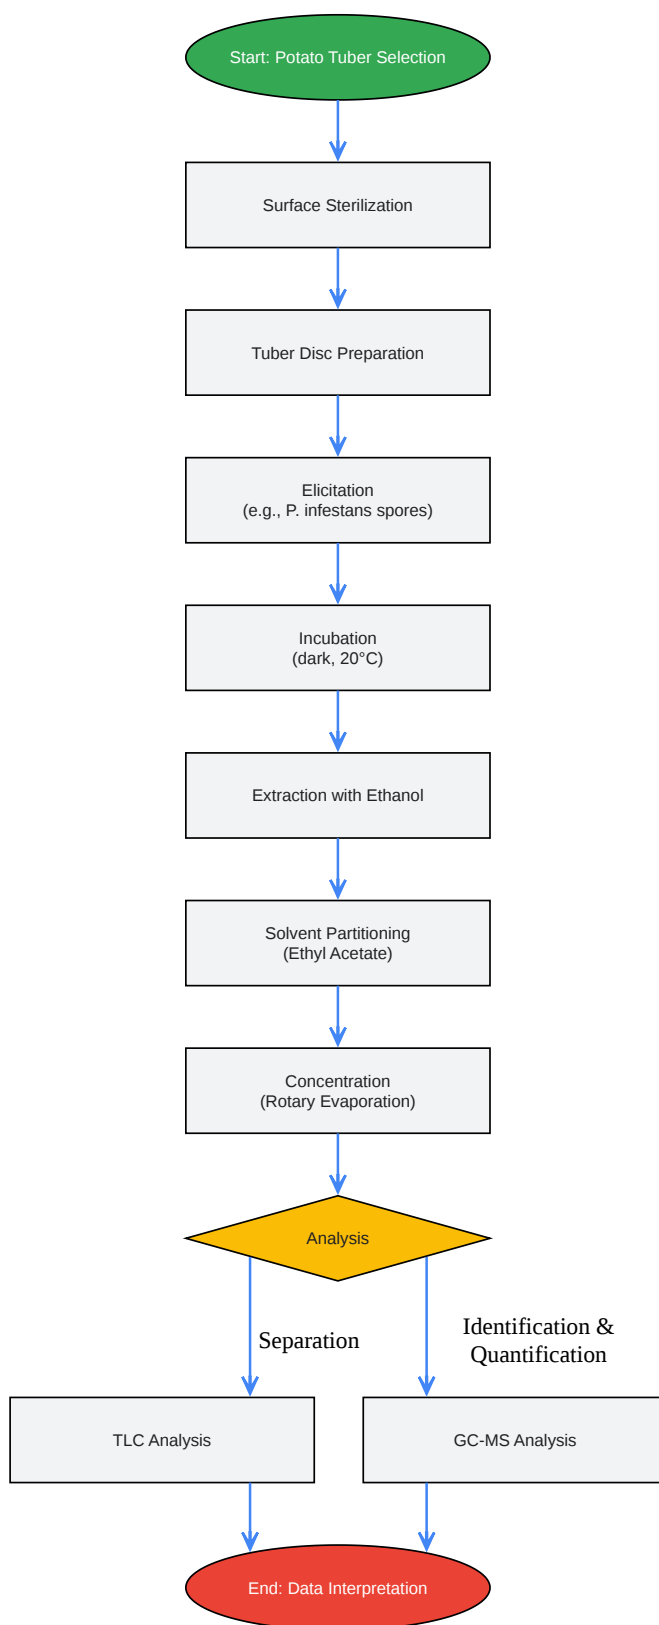 Start: Potato Tuber Selection
Surface Sterilization
Tuber Disc Preparation
Elicitation
(e.g., P. infestans spores)
Incubation
(dark, 20°C)
Extraction with Ethanol
Solvent Partitioning
(Ethyl Acetate)
Concentration
(Rotary Evaporation)
Analysis
Separation
Identification &
Quantification
TLC Analysis
GC-MS Analysis
End: Data Interpretation